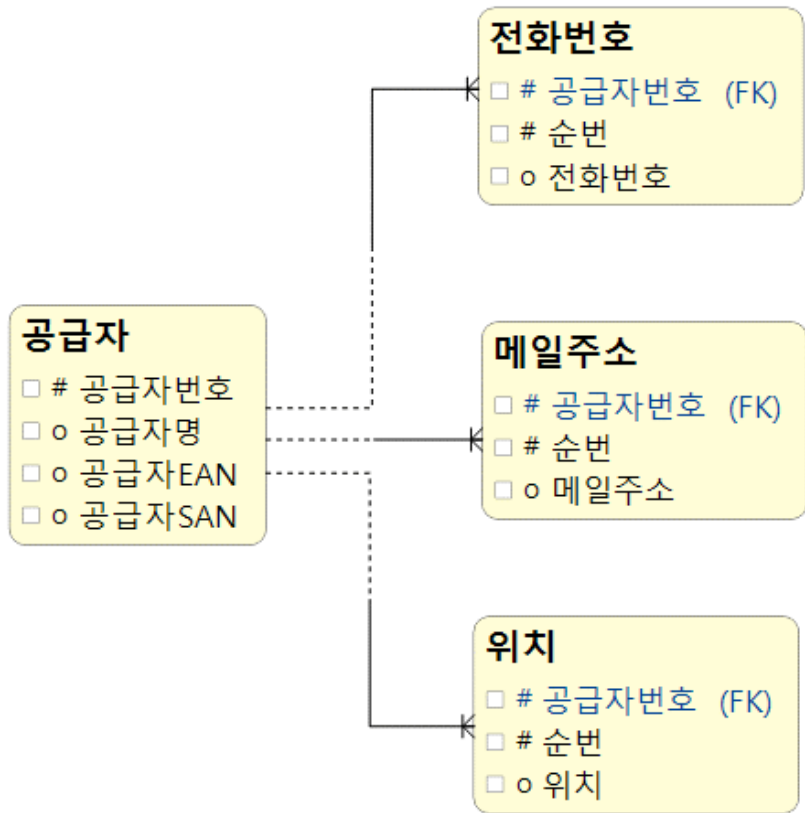 전화번호
# 공급자번호 (FK)
# 순번
o 전화번호
공급자
# 공급자번호
o 공급자명
o 공급자EAN
o 공급자SAN
메일주소
# 공급자번호 (FK)
# 순번
o 메일주소
위치
# 공급자번호 (FK)
# 순번
o 위치